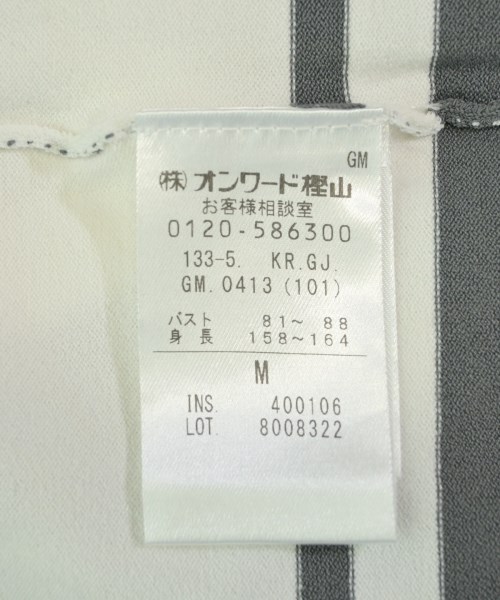 GM
(株)オンワード樫山
お客様相談室
0120-586300
133-5. KR.GJ.
GM.0413(101)
バスト 81〜 88
身 長 158〜164
M
INS. 400106
LOT. 8008322